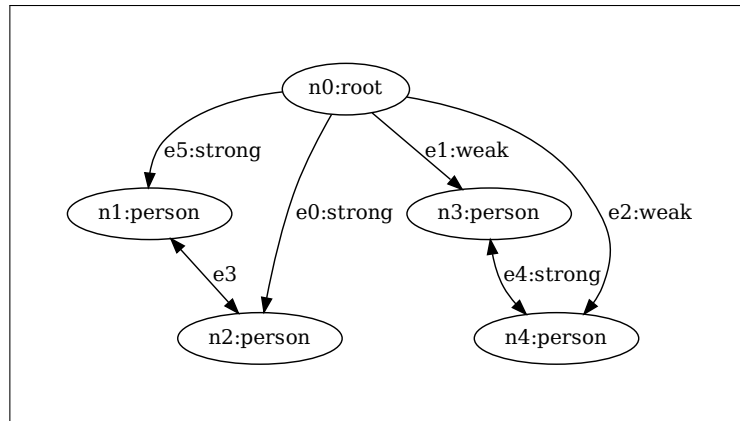 n0:root
e5:strong
e1:weak
n1:person
e0:strong
n3:person
e2:weak
e3
e4:strong
n2:person
n4:person